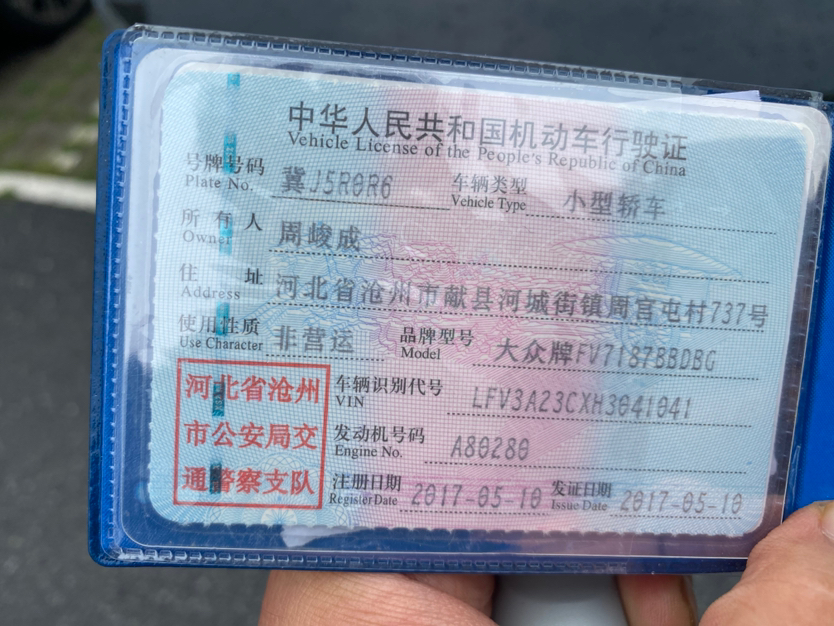 中华人民共和国机动车行驶证
Vehicle License of the People's Republic of China
号牌号码 冀J5R0R6 车辆类型 小型轿车
Plate No. Vehicle Type
所有人 周峻成
Owner
住址 河北省沧州市献县河城街镇周官屯村737号
Address
使用性质 非营运 品牌型号 大众牌FV7187BBDBG
Use Character Model
河北省沧州 车辆识别代号 LFV3A23CXH3041041
VIN
市公安局交 发动机号码 A80280
Engine No.
通警察支队 注册日期 2017-05-10 发证日期 2017-05-10
Register Date Issue Date